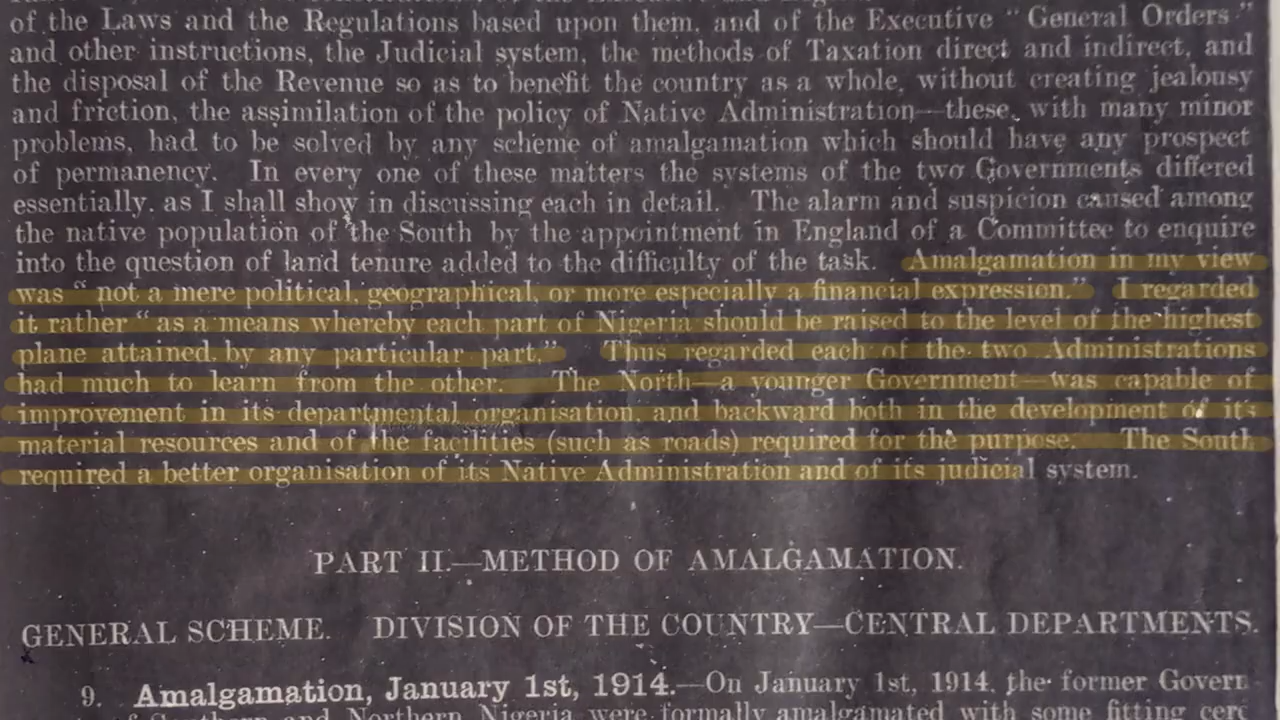 of the Laws and the Regulations based upon them, and of the Executive “General Orders”
and other instructions, the Judicial system, the methods of Taxation direct and indirect, and
the disposal of the Revenue so as to benefit the country as a whole, without creating jealousy
and friction, the assimilation of the policy of Native Administration—these, with many minor
problems, had to be solved by any scheme of amalgamation which should have any prospect
of permanency. In every one of these matters the systems of the two Governments differed
essentially, as I shall show in discussing each in detail. The alarm and suspicion caused among
the native population of the South by the appointment in England of a Committee to enquire
into the question of land tenure added to the difficulty of the task. Amalgamation in my view
was “not a mere political, geographical, or more especially a financial expression.” I regarded
it rather “as a means whereby each part of Nigeria should be raised to the level of the highest
plane attained by any particular part.” Thus regarded each of the two Administrations
had much to learn from the other. The North—a younger Government—was capable of
improvement in its departmental organisation, and backward both in the development of its
material resources and of the facilities (such as roads) required for the purpose. The South
required a better organisation of its Native Administration and of its judicial system.
PART II.—METHOD OF AMALGAMATION.
GENERAL SCHEME. DIVISION OF THE COUNTRY—CENTRAL DEPARTMENTS.
9. Amalgamation, January 1st, 1914.—On January 1st, 1914, the former Govern-
of Southern and Northern Nigeria were formally amalgamated with some fitting